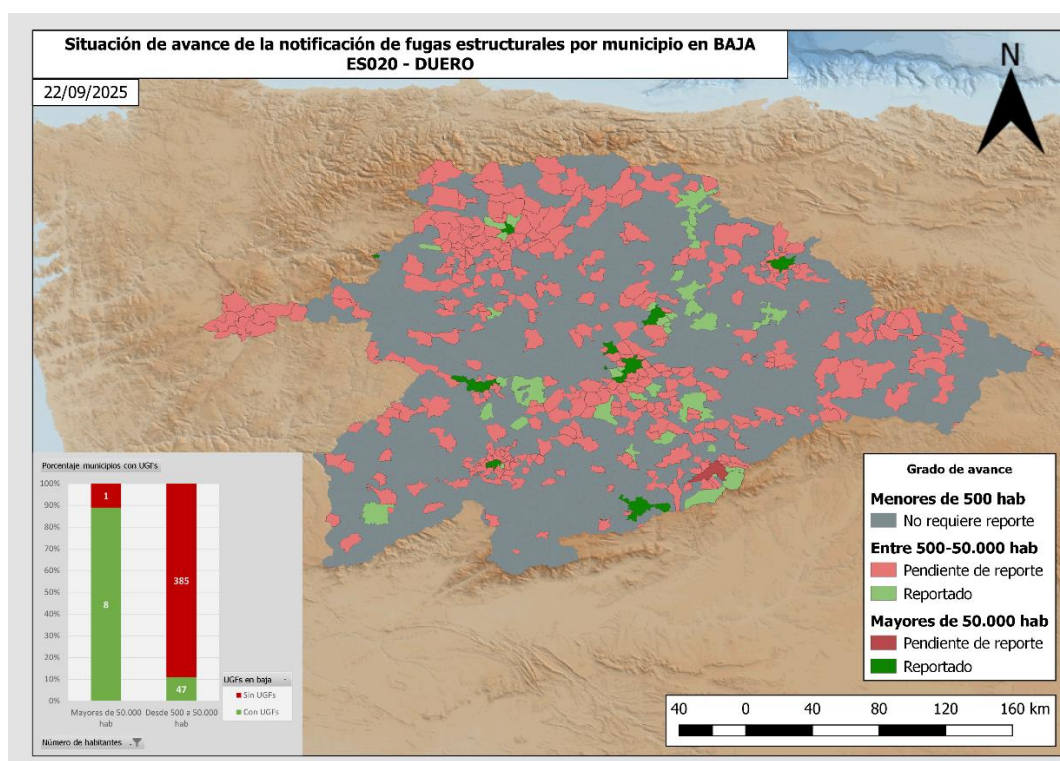 Situación de avance de la notificación de fugas estructurales por municipio en BAJA
ES020 - DUERO
22/09/2025
N
Porcentaje municipios con UGFs
100%
90%
80%
70%
60%
50%
40%
30%
20%
10%
0%
1
8
385
47
Mayores de 50.000 hab
Desde 500 a 50.000 hab
UGFs en baja
Sin UGFs
Con UGFs
Número de habitantes
Grado de avance
Menores de 500 hab
No requiere reporte
Entre 500-50.000 hab
Pendiente de reporte
Reportado
Mayores de 50.000 hab
Pendiente de reporte
Reportado
40 0 40 80 120 160 km